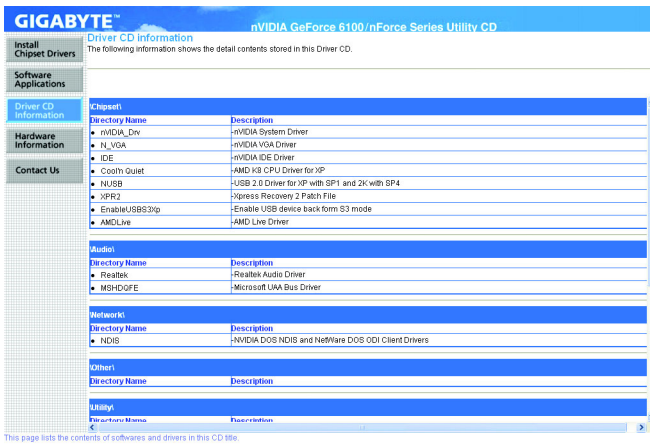 GIGABYTE™
nVIDIA GeForce 6100/nForce Series Utility CD
Install
Chipset Drivers
Software
Applications
Driver CD
Information
Hardware
Information
Contact Us
Driver CD information
The following information shows the detail contents stored in this Driver CD.
\Chipset\
Directory Name Description
• nVIDIA_Drv -nVIDIA System Driver
• N_VGA -nVIDIA VGA Driver
• IDE -nVIDIA IDE Driver
• Cool'n Quiet -AMD K8 CPU Driver for XP
• NUSB -USB 2.0 Driver for XP with SP1 and 2K with SP4
• XPR2 -Xpress Recovery 2 Patch File
• EnableUSBS3Xp -Enable USB device back form S3 mode
• AMDLive -AMD Live Driver
\Audio\
Directory Name Description
• Realtek -Realtek Audio Driver
• MSHDQFE -Microsoft UAA Bus Driver
\Network\
Directory Name Description
• NDIS -NVIDIA DOS NDIS and NetWare DOS ODI Client Drivers
\Other\
Directory Name Description
\Utility\
Directory Name Description
This page lists the contents of softwares and drivers in this CD title.